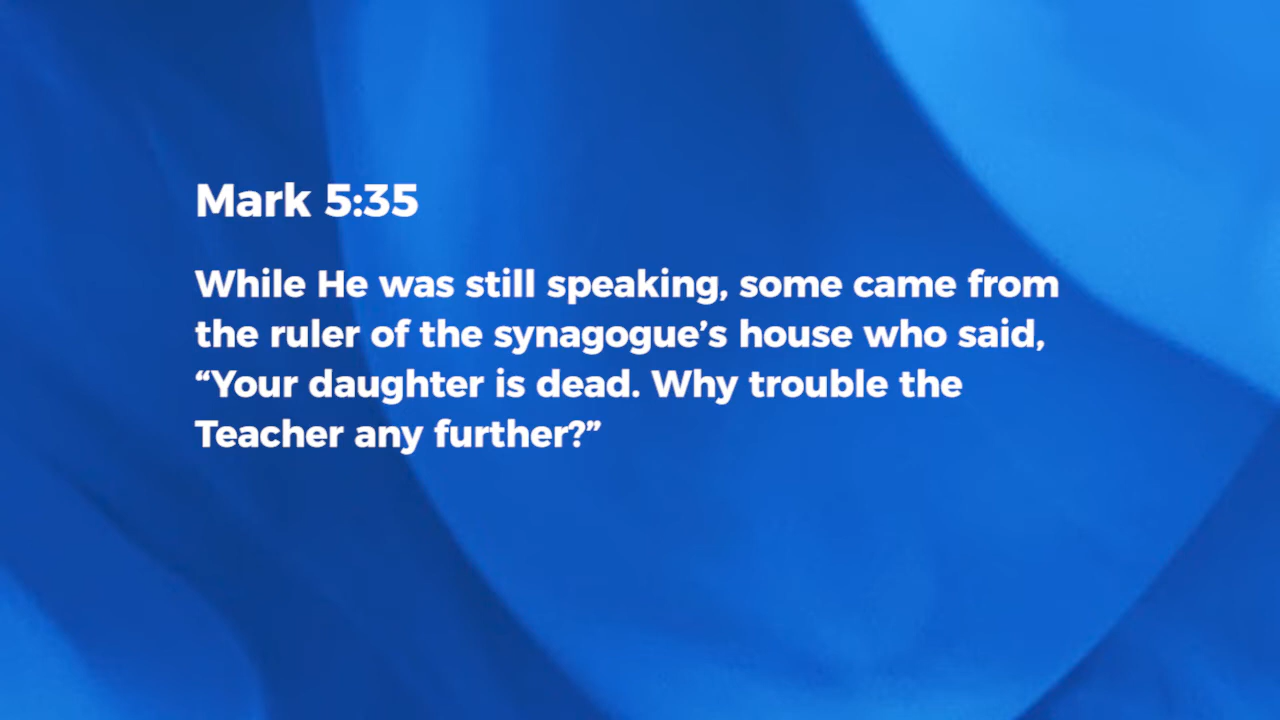 Mark 5:35
While He was still speaking, some came from
the ruler of the synagogue’s house who said,
“Your daughter is dead. Why trouble the
Teacher any further?”